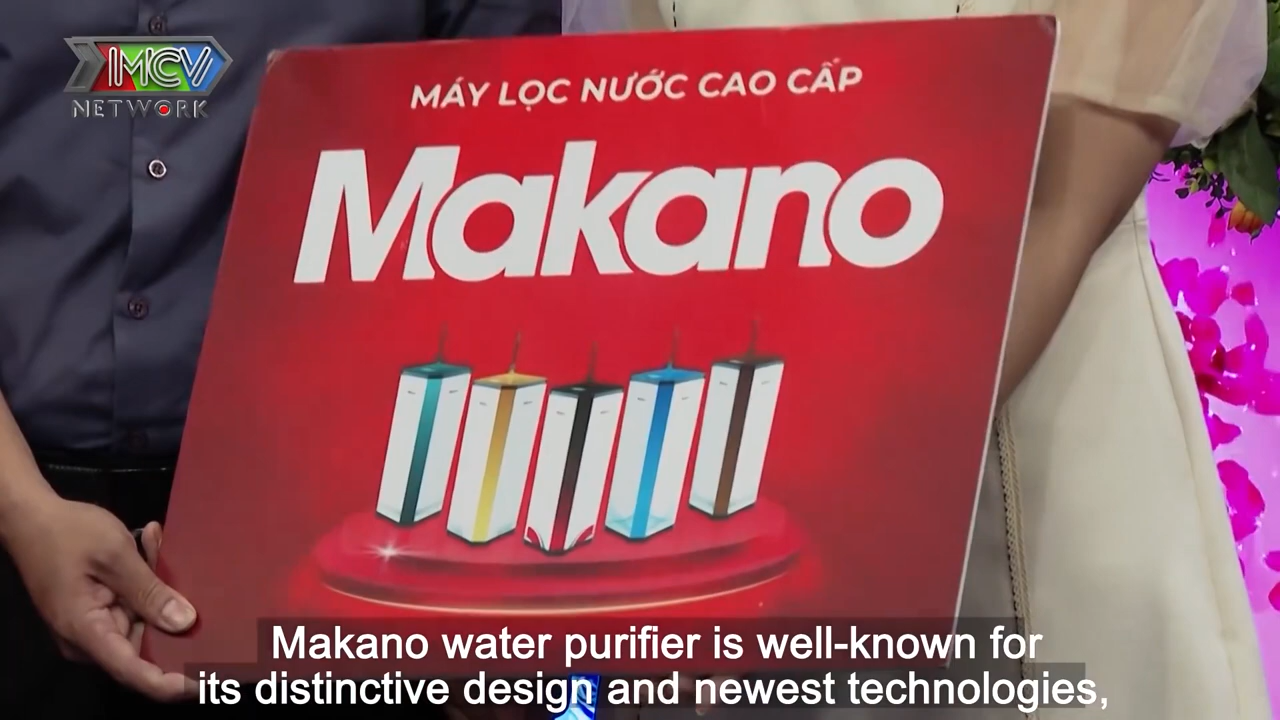 MCV
NETWORK
MÁY LỌC NƯỚC CAO CẤP
Makano
Makano water purifier is well-known for
its distinctive design and newest technologies,